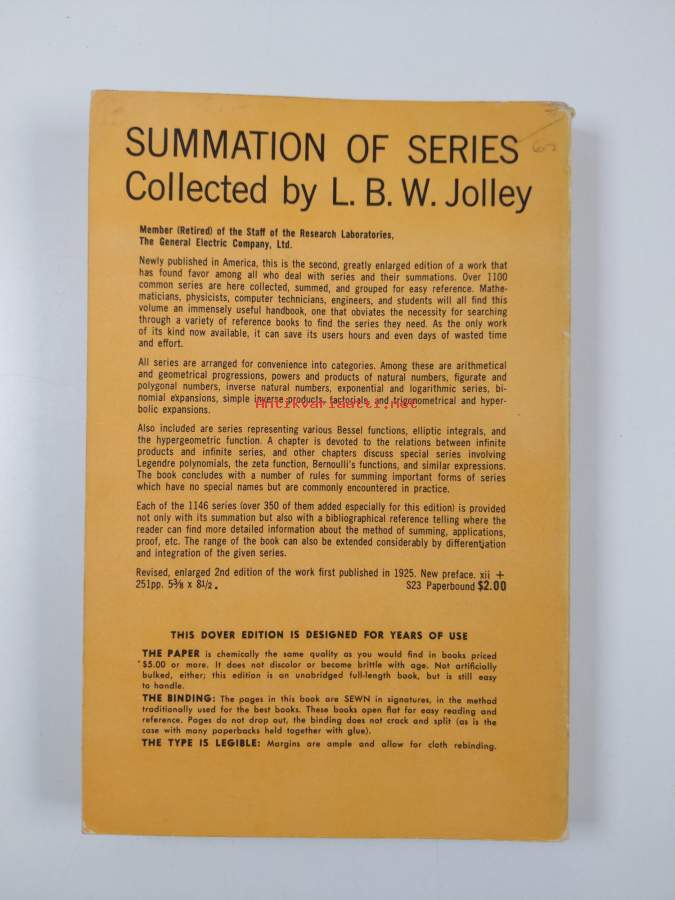 SUMMATION OF SERIES
Collected by L. B. W. Jolley
Member (Retired) of the Staff of the Research Laboratories,
The General Electric Company, Ltd.
Newly published in America, this is the second, greatly enlarged edition of a work that
has found favor among all who deal with series and their summations. Over 1100
common series are here collected, summed, and grouped for easy reference. Mathe-
maticians, physicists, computer technicians, engineers, and students will all find this
volume an immensely useful handbook, one that obviates the necessity for searching
through a variety of reference books to find the series they need. As the only work
of its kind now available, it can save its users hours and even days of wasted time
and effort.
All series are arranged for convenience into categories. Among these are arithmetical
and geometrical progressions, powers and products of natural numbers, figurate and
polygonal numbers, inverse natural numbers, exponential and logarithmic series, bi-
nomial expansions, simple inverse products, factorials, and trigonometrical and hyper-
bolic expansions.
Antikvariaatti.net
Also included are series representing various Bessel functions, elliptic integrals, and
the hypergeometric function. A chapter is devoted to the relations between infinite
products and infinite series, and other chapters discuss special series involving
Legendre polynomials, the zeta function, Bernoulli's functions, and similar expressions.
The book concludes with a number of rules for summing important forms of series
which have no special names but are commonly encountered in practice.
Each of the 1146 series (over 350 of them added especially for this edition) is provided
not only with its summation but also with a bibliographical reference telling where the
reader can find more detailed information about the method of summing, applications,
proof, etc. The range of the book can also be extended considerably by differentiation
and integration of the given series.
Revised, enlarged 2nd edition of the work first published in 1925. New preface. xii +
251pp. 5⅜ x 8½. S23 Paperbound $2.00
THIS DOVER EDITION IS DESIGNED FOR YEARS OF USE
THE PAPER is chemically the same quality as you would find in books priced
$5.00 or more. It does not discolor or become brittle with age. Not artificially
bulked, either; this edition is an unabridged full-length book, but is still easy
to handle.
THE BINDING: The pages in this book are SEWN in signatures, in the method
traditionally used for the best books. These books open flat for easy reading and
reference. Pages do not drop out, the binding does not crack and split (as is the
case with many paperbacks held together with glue).
THE TYPE IS LEGIBLE: Margins are ample and allow for cloth rebinding.